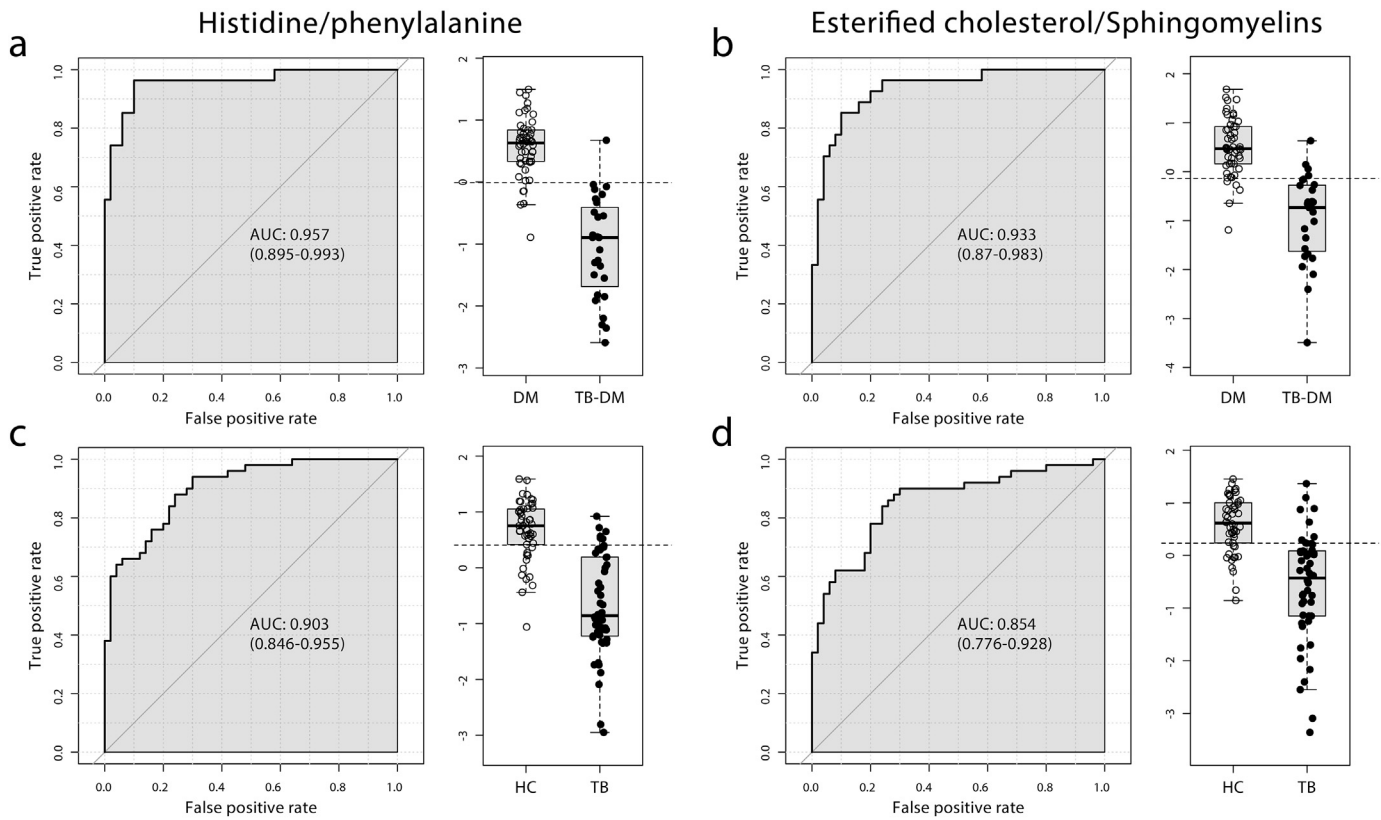 Histidine/phenylalanine
Esterified cholesterol/Sphingomyelins
a
True positive rate
0.0 0.2 0.4 0.6 0.8 1.0
AUC: 0.957
(0.895-0.993)
0.0 0.2 0.4 0.6 0.8 1.0
False positive rate
2
1
0
-1
-2
-3
DM TB-DM
b
True positive rate
0.0 0.2 0.4 0.6 0.8 1.0
AUC: 0.933
(0.87-0.983)
0.0 0.2 0.4 0.6 0.8 1.0
False positive rate
2
1
0
-1
-2
-3
-4
DM TB-DM
c
True positive rate
0.0 0.2 0.4 0.6 0.8 1.0
AUC: 0.903
(0.846-0.955)
0.0 0.2 0.4 0.6 0.8 1.0
False positive rate
2
1
0
-1
-2
-3
HC TB
d
True positive rate
0.0 0.2 0.4 0.6 0.8 1.0
AUC: 0.854
(0.776-0.928)
0.0 0.2 0.4 0.6 0.8 1.0
False positive rate
2
1
0
-1
-2
-3
HC TB